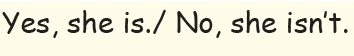 Yes, she is./ No, she isn't.